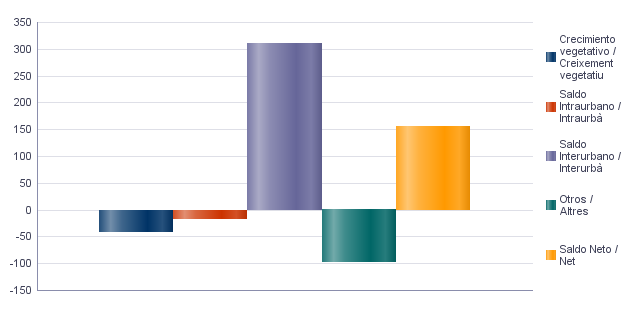 350
300
250
200
150
100
50
0
-50
-100
-150
Crecimiento
vegetativo /
Creixement
vegetatiu
Saldo
Intraurbano /
Intraurbà
Saldo
Interurbano /
Interurbà
Otros /
Altres
Saldo Neto /
Net